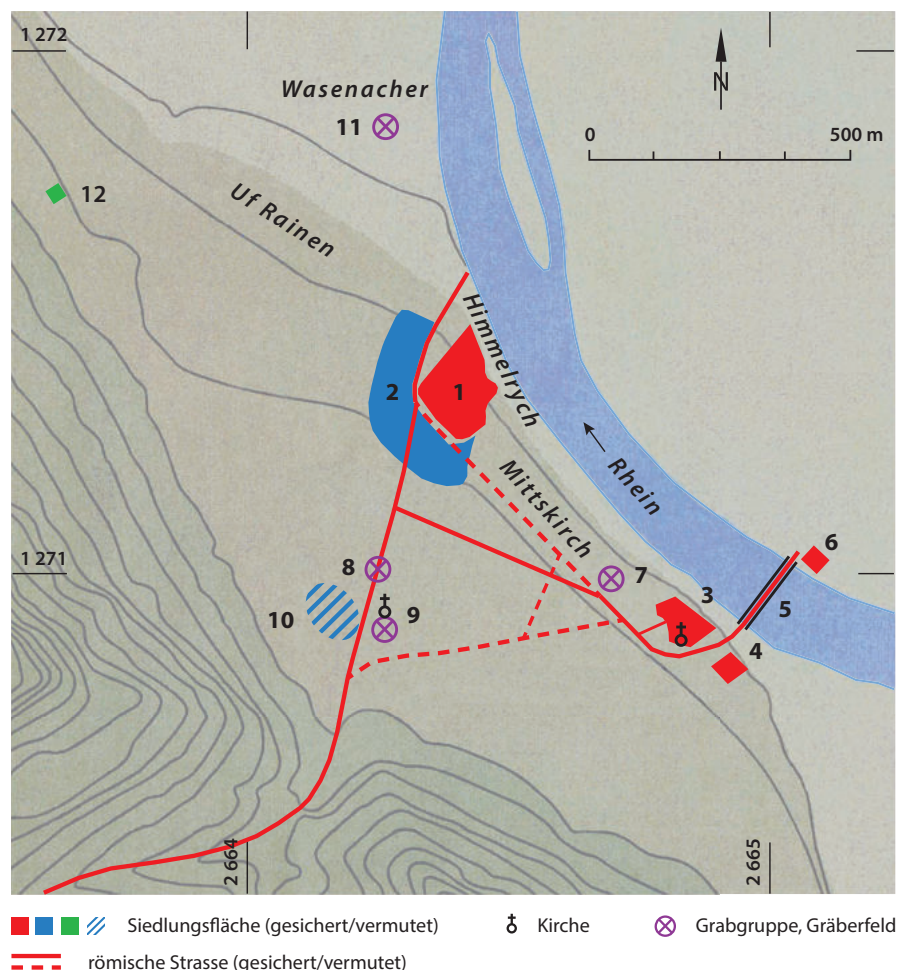 1 272
Wasenacher
N
11
0 500 m
12
Uf Rainen
Himmelrych
2
1
Rhein
Mittskirch
1 271
6
8
7
3
5
9
10
4
2 664
2 665
Siedlungsfläche (gesichert/vermutet)
Kirche
Grabgruppe, Gräberfeld
römische Strasse (gesichert/vermutet)